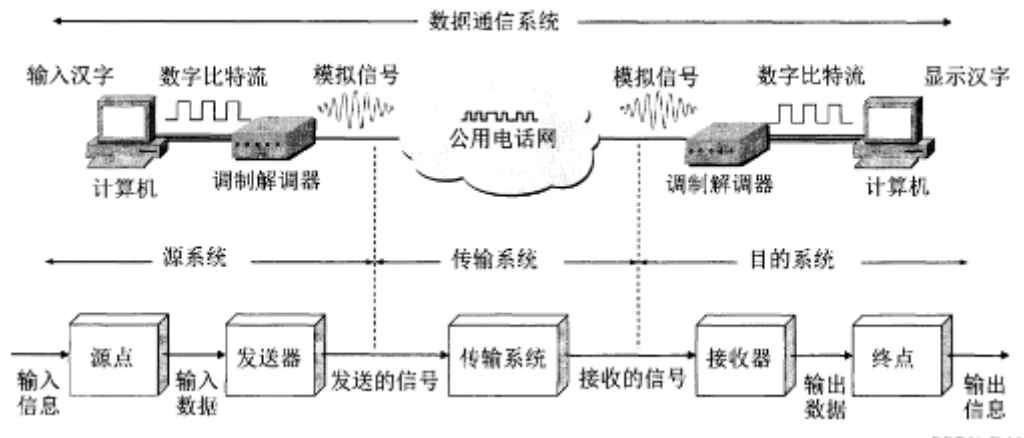 数据通信系统
输入汉字
数字比特流
模拟信号
模拟信号
数字比特流
显示汉字
公用电话网
计算机
调制解调器
调制解调器
计算机
源系统
传输系统
目的系统
源点
发送器
传输系统
接收器
终点
输入
信息
输入
数据
发送的信号
接收的信号
输出
数据
输出
信息